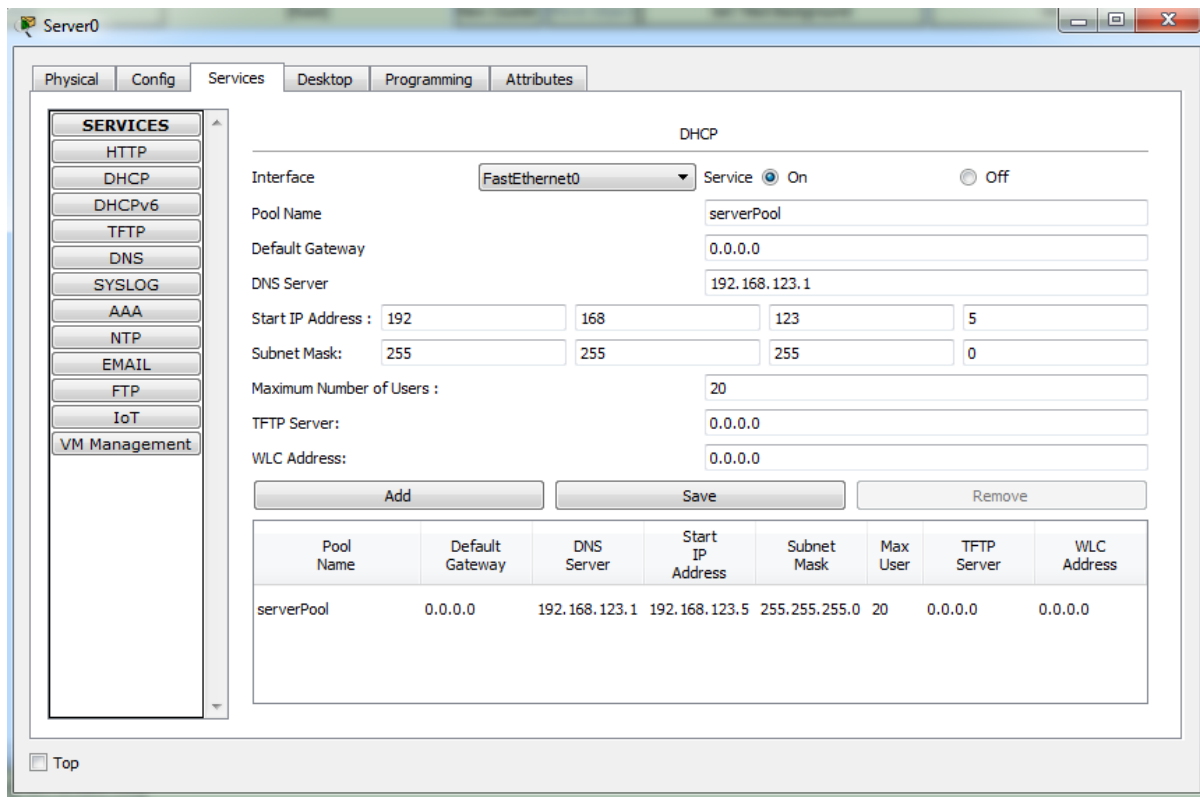 Server0
Physical Config Services Desktop Programming Attributes
SERVICES
HTTP
DHCP
DHCPv6
TFTP
DNS
SYSLOG
AAA
NTP
EMAIL
FTP
IoT
VM Management
DHCP
Interface FastEthernet0 Service On Off
Pool Name serverPool
Default Gateway 0.0.0.0
DNS Server 192.168.123.1
Start IP Address : 192 168 123 5
Subnet Mask: 255 255 255 0
Maximum Number of Users : 20
TFTP Server: 0.0.0.0
WLC Address: 0.0.0.0
Add Save Remove
Pool Name Default Gateway DNS Server Start IP Address Subnet Mask Max User TFTP Server WLC Address
serverPool 0.0.0.0 192.168.123.1 192.168.123.5 255.255.255.0 20 0.0.0.0 0.0.0.0
Top